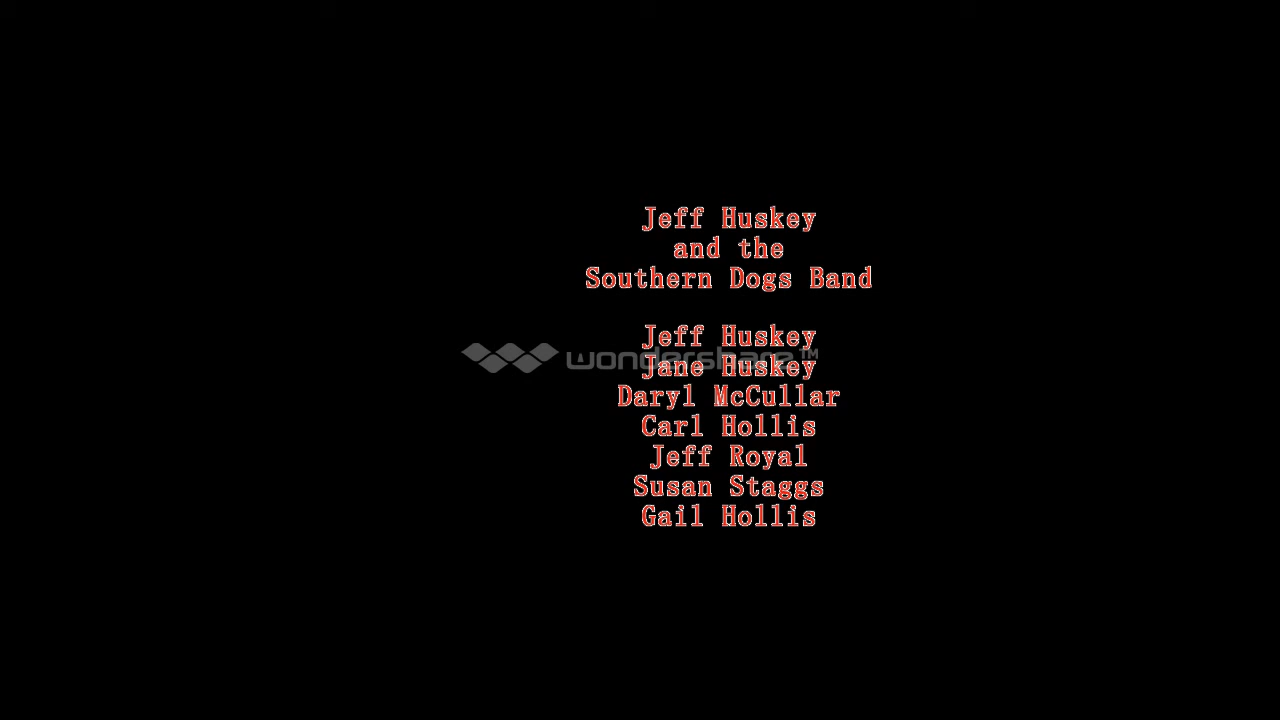 Jeff Huskey
and the
Southern Dogs Band
Jeff Huskey
wondershare™
Jane Huskey
Daryl McCullar
Carl Hollis
Jeff Royal
Susan Staggs
Gail Hollis